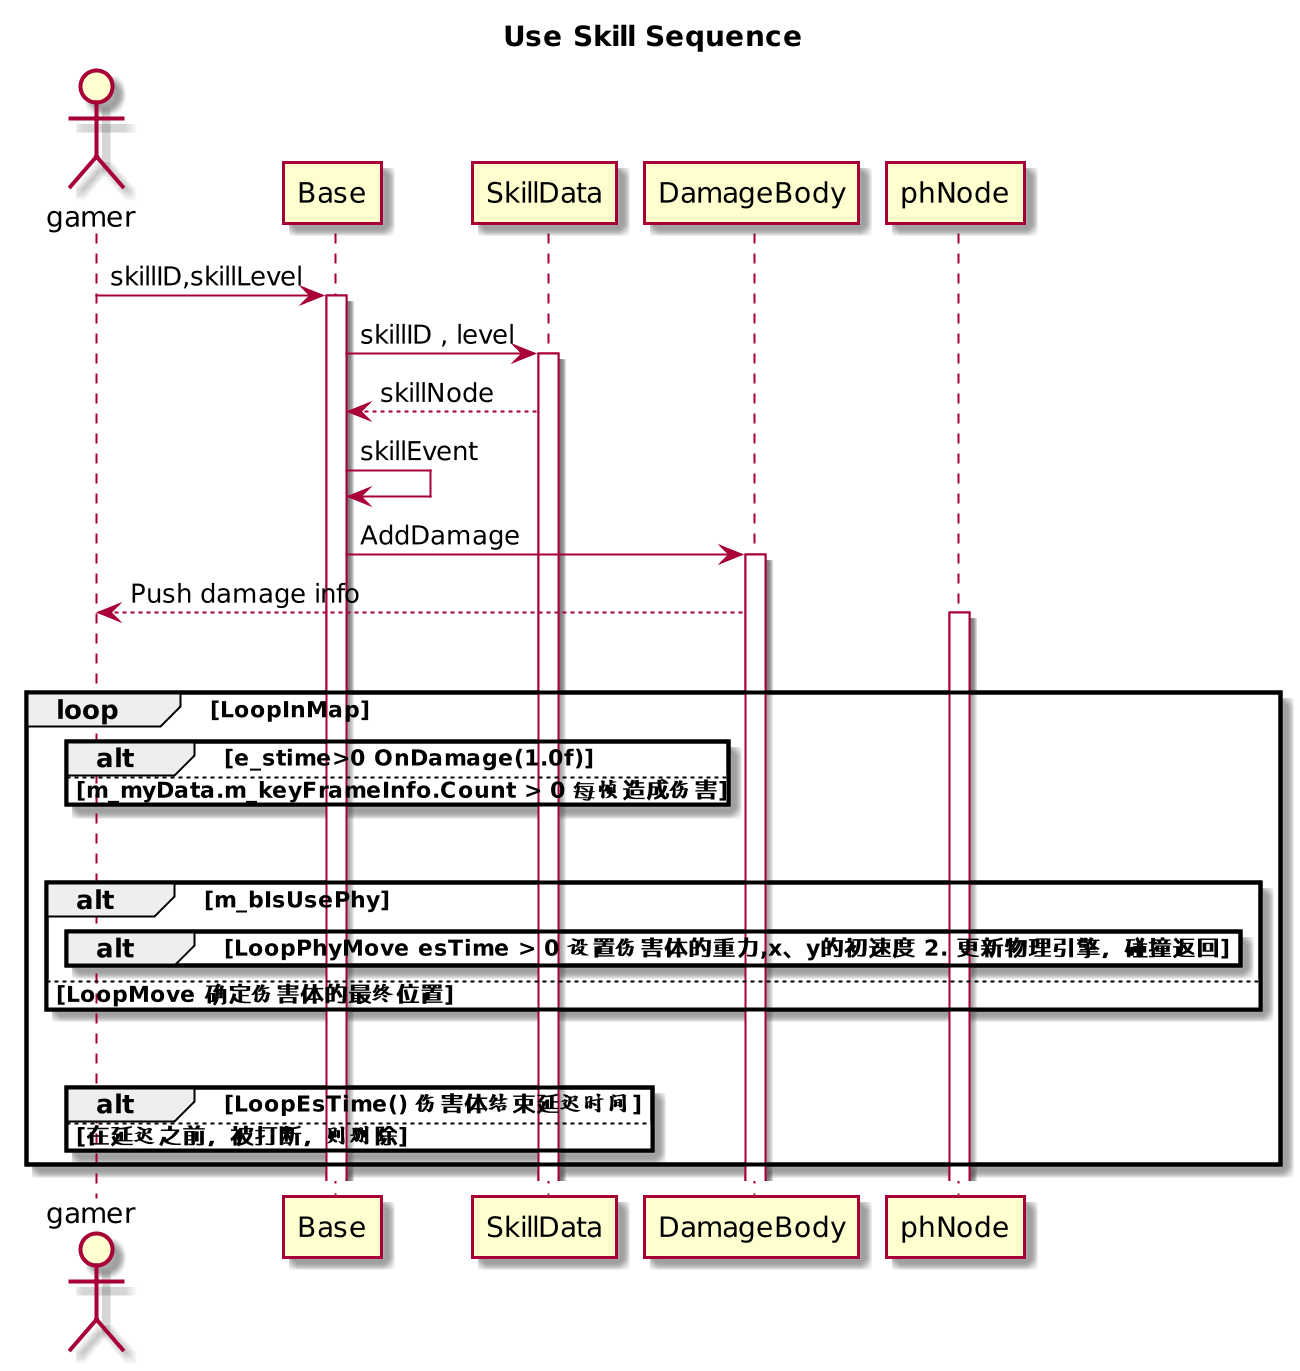 Use Skill Sequence
gamer
Base
SkillData
DamageBody
phNode
skillID,skillLevel
skillID , level
skillNode
skillEvent
AddDamage
Push damage info
loop [LoopInMap]
alt [e_stime>0 OnDamage(1.0f)]
[m_myData.m_keyFrameInfo.Count > 0 每帧造成伤害]
alt [m_bIsUsePhy]
alt [LoopPhyMove esTime > 0 设置伤害体的重力,x、y的初速度 2. 更新物理引擎，碰撞返回]
[LoopMove 确定伤害体的最终位置]
alt [LoopEsTime() 伤害体结束延迟时间]
[在延迟之前，被打断，则删除]
gamer
Base
SkillData
DamageBody
phNode